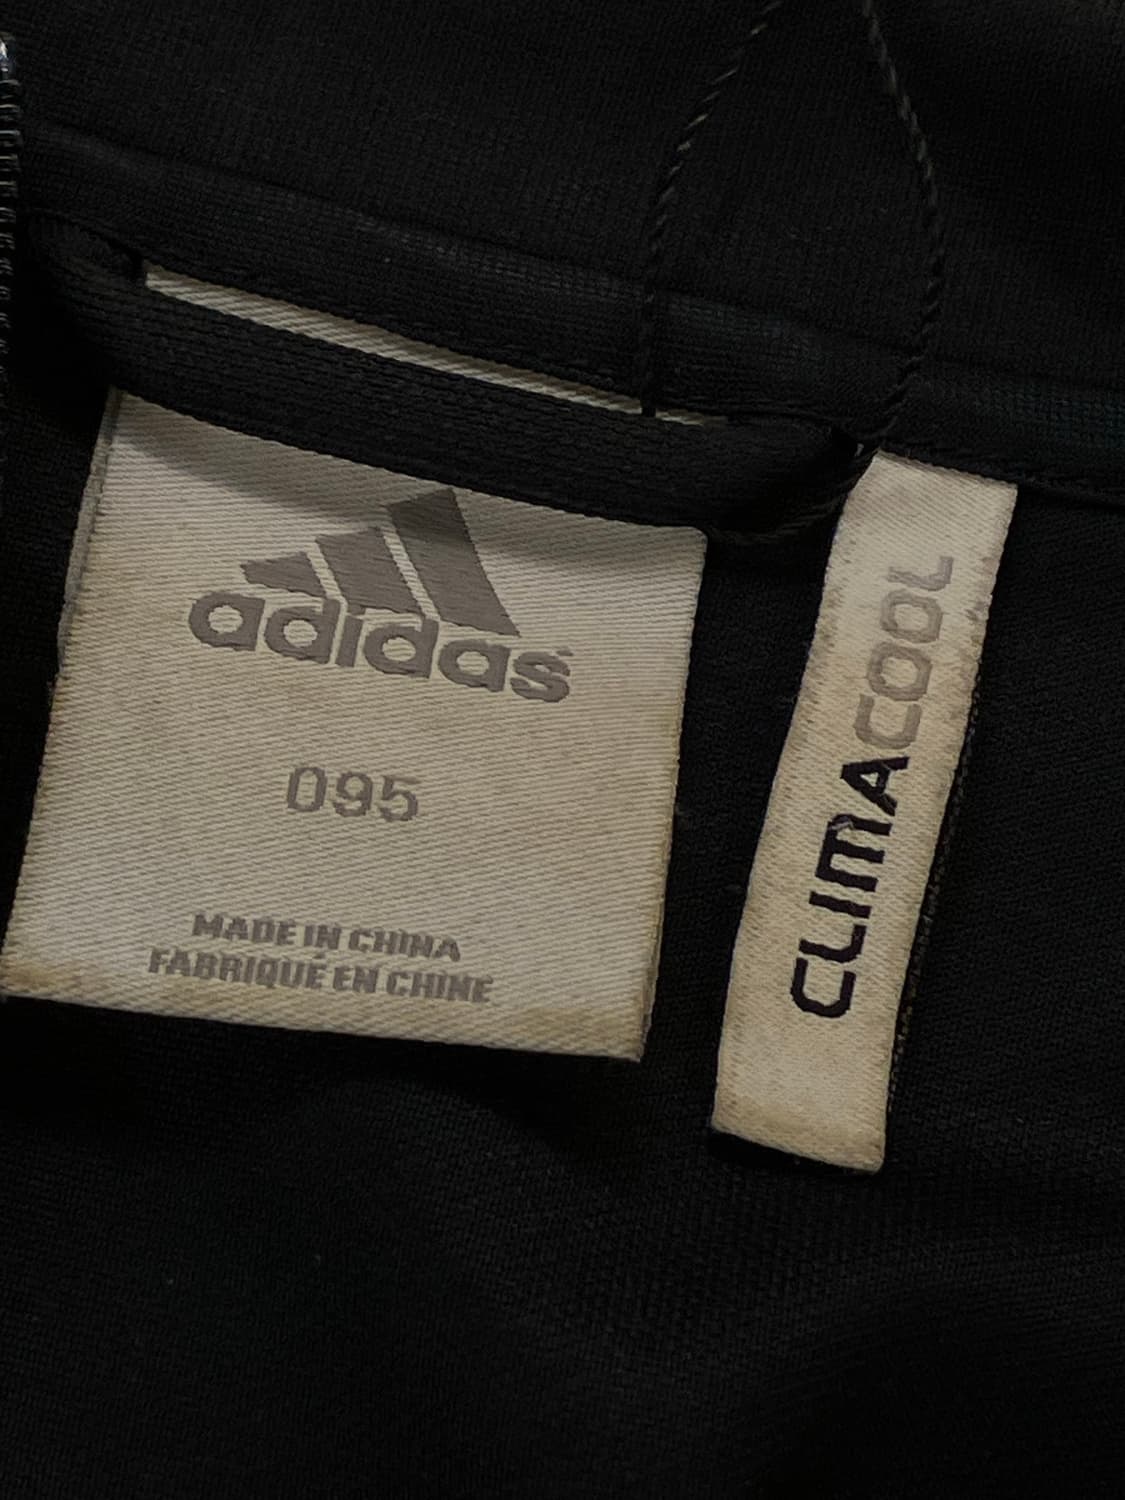 adidas
095
MADE IN CHINA
FABRIQUÉ EN CHINE
CLIMACOOL